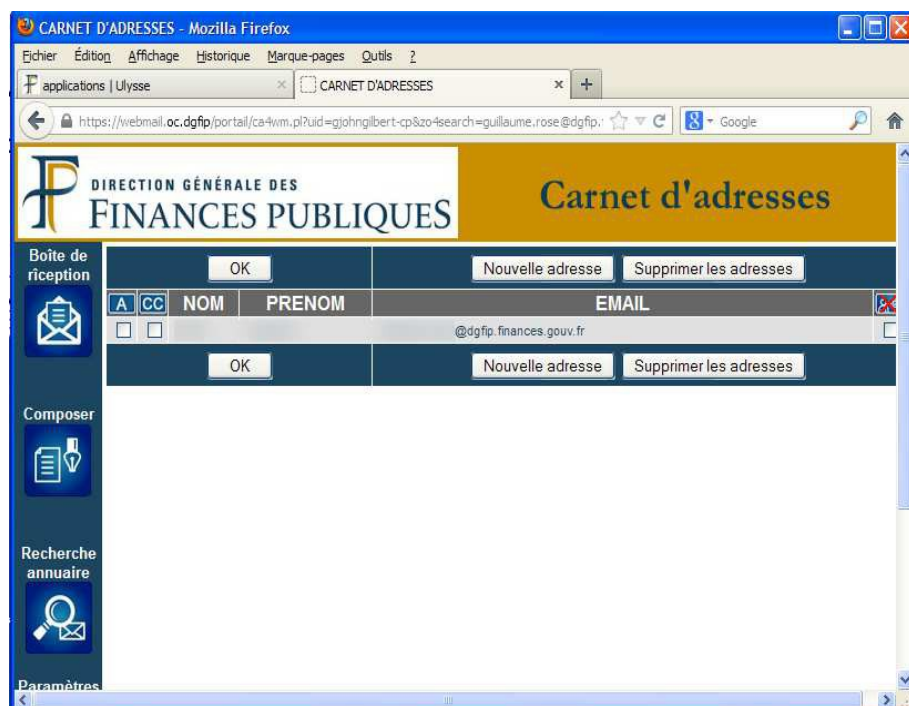 CARNET D'ADRESSES - Mozilla Firefox
Fichier Édition Affichage Historique Marque-pages Outils ?
applications | Ulysse CARNET D'ADRESSES
https://webmail.oc.dgfip/portail/ca4wm.pl?uid=gjohngilbert-cp&zo4search=guillaume.rose@dgfip. Google
DIRECTION GÉNÉRALE DES
FINANCES PUBLIQUES
Carnet d'adresses
Boîte de
rîception
OK Nouvelle adresse Supprimer les adresses
A CC NOM PRENOM EMAIL
@dgfip.finances.gouv.fr
OK Nouvelle adresse Supprimer les adresses
Composer
Recherche
annuaire
Paramètres